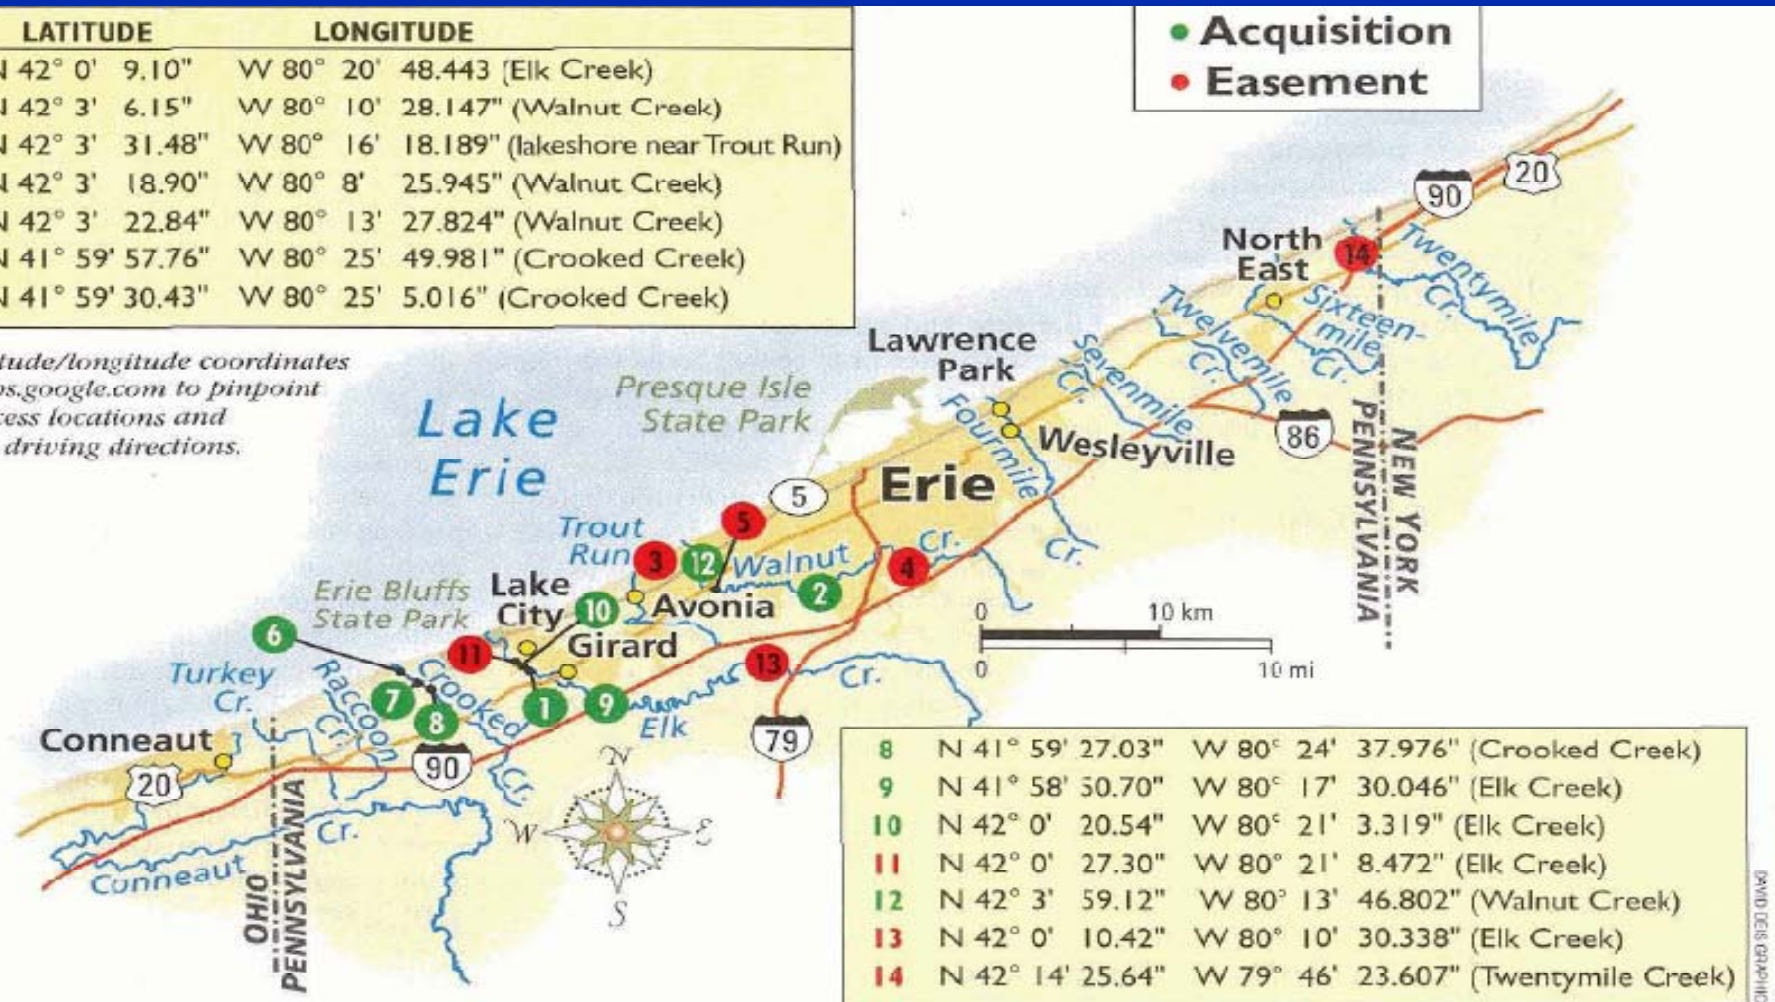 LATITUDE LONGITUDE
N 42° 0' 9.10" W 80° 20' 48.443 (Elk Creek)
N 42° 3' 6.15" W 80° 10' 28.147" (Walnut Creek)
N 42° 3' 31.48" W 80° 16' 18.189" (lakeshore near Trout Run)
N 42° 3' 18.90" W 80° 8' 25.945" (Walnut Creek)
N 42° 3' 22.84" W 80° 13' 27.824" (Walnut Creek)
N 41° 59' 57.76" W 80° 25' 49.981" (Crooked Creek)
N 41° 59' 30.43" W 80° 25' 5.016" (Crooked Creek)
tude/longitude coordinates
s.google.com to pinpoint
cess locations and
driving directions.
Acquisition
Easement
20
90
14
North
East
Twentymile
Cr.
Sixteen-
mile
Cr.
Twelvemile
Cr.
Sevenmile
Cr.
86
NEW YORK
PENNSYLVANIA
Lawrence
Park
Presque Isle
State Park
Fourmile
Cr.
Wesleyville
Lake
Erie
Erie
5
5
Trout
Run
3
12
Walnut
Cr.
4
2
Erie Bluffs
State Park
Lake
City
10
Avonia
Girard
6
11
13
Turkey
Cr.
Raccoon
Cr.
Crooked
Cr.
7
8
1
9
Elk
Cr.
79
0 10 km
0 10 mi
Conneaut
20
90
Conneaut
Cr.
OHIO
PENNSYLVANIA
N
W E
S
8 N 41° 59' 27.03" W 80° 24' 37.976" (Crooked Creek)
9 N 41° 58' 50.70" W 80° 17' 30.046" (Elk Creek)
10 N 42° 0' 20.54" W 80° 21' 3.319" (Elk Creek)
11 N 42° 0' 27.30" W 80° 21' 8.472" (Elk Creek)
12 N 42° 3' 59.12" W 80° 13' 46.802" (Walnut Creek)
13 N 42° 0' 10.42" W 80° 10' 30.338" (Elk Creek)
14 N 42° 14' 25.64" W 79° 46' 23.607" (Twentymile Creek)
DAVID DEIS GRAPHIC